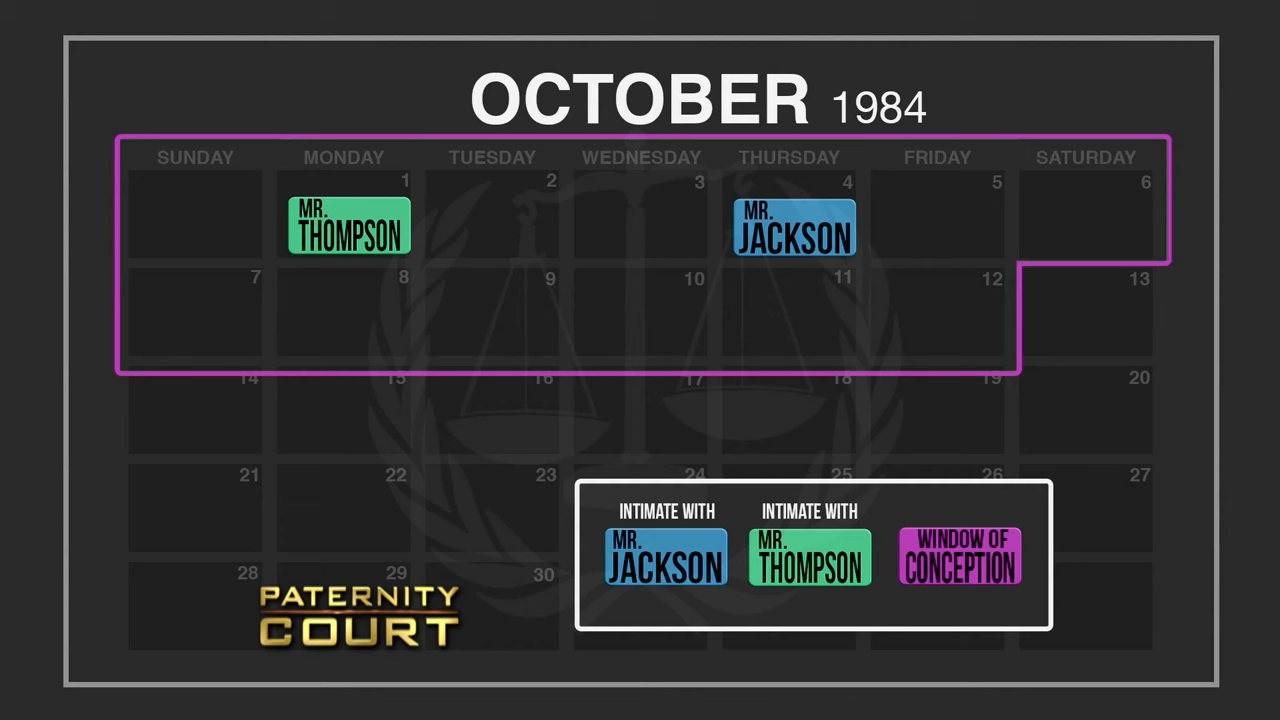 OCTOBER 1984
SUNDAY MONDAY TUESDAY WEDNESDAY THURSDAY FRIDAY SATURDAY
1 2 3 4 5 6
MR. THOMPSON
MR. JACKSON
7 8 9 10 11 12 13
14 15 16 17 18 19 20
21 22 23 24 25 26 27
28 29 30
INTIMATE WITH
MR. JACKSON
INTIMATE WITH
MR. THOMPSON
WINDOW OF
CONCEPTION
PATERNITY
COURT